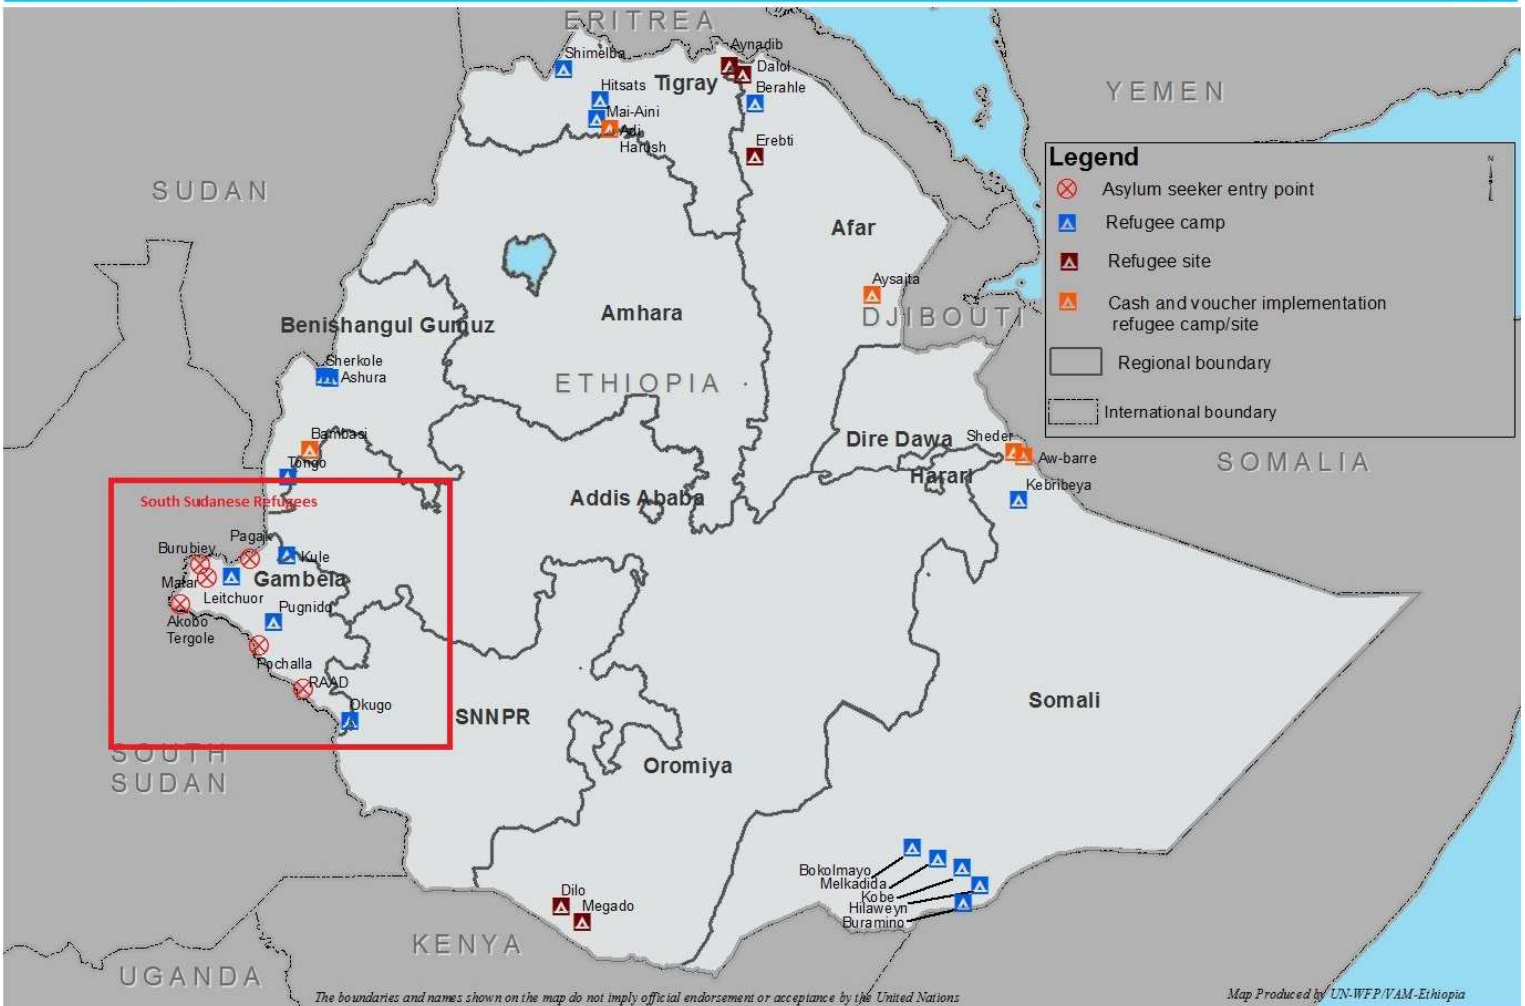 ERITREA
Shimelba
Aynadib
Dalol
Tigray
Hitsats
Berahle
YEMEN
Mai-Aini
Adi
Harush
Erebti
Legend
N
Asylum seeker entry point
SUDAN
Refugee camp
Afar
Refugee site
Aysaita
Cash and voucher implementation
refugee camp/site
DJIBOUTI
Amhara
Benishangul Gumuz
Regional boundary
Sherkole
Ashura
ETHIOPIA
International boundary
Bambasi
Dire Dawa
Sheder
Aw-barre
SOMALIA
Tongo
Harari
Kebribeya
South Sudanese Refugees
Addis Ababa
Pagak
Burubiey
Kule
Matar
Gambela
Leitchuor
Pugnido
Akobo
Tergole
Pochalla
RAAD
Okugo
SNNPR
Somali
SOUTH
SUDAN
Oromiya
Bokolmayo
Melkadida
Kobe
Hilaweyn
Buramino
Dilo
Megado
KENYA
UGANDA
The boundaries and names shown on the map do not imply official endorsement or acceptance by the United Nations
Map Produced by UN-WFP/VAM-Ethiopia